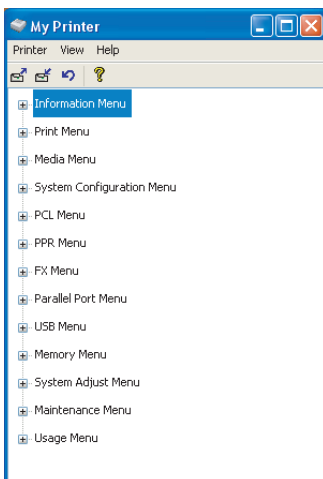 My Printer
Printer View Help
Information Menu
Print Menu
Media Menu
System Configuration Menu
PCL Menu
PPR Menu
FX Menu
Parallel Port Menu
USB Menu
Memory Menu
System Adjust Menu
Maintenance Menu
Usage Menu